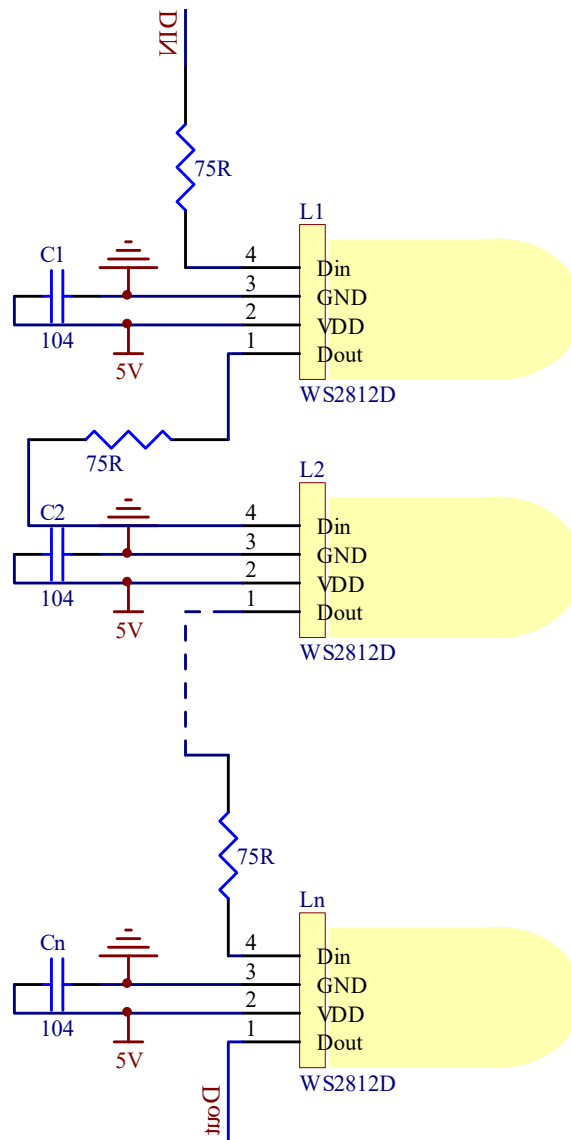 DIN
75R
L1
C1
4
Din
3
GND
2
VDD
104
1
Dout
5V
WS2812D
75R
L2
C2
4
Din
3
GND
2
VDD
104
1
Dout
5V
WS2812D
75R
Ln
Cn
4
Din
3
GND
2
VDD
104
1
Dout
5V
WS2812D
Dout